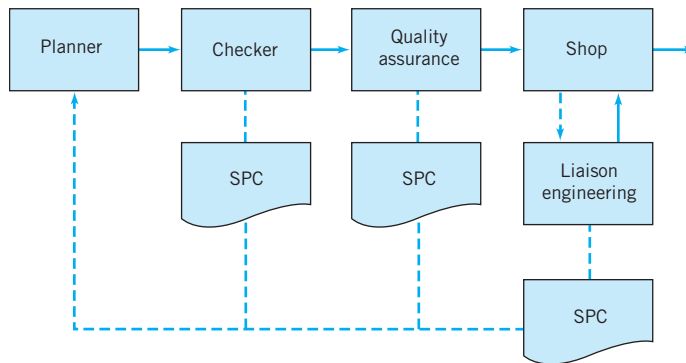 Planner
Checker
Quality
assurance
Shop
SPC
SPC
Liaison
engineering
SPC